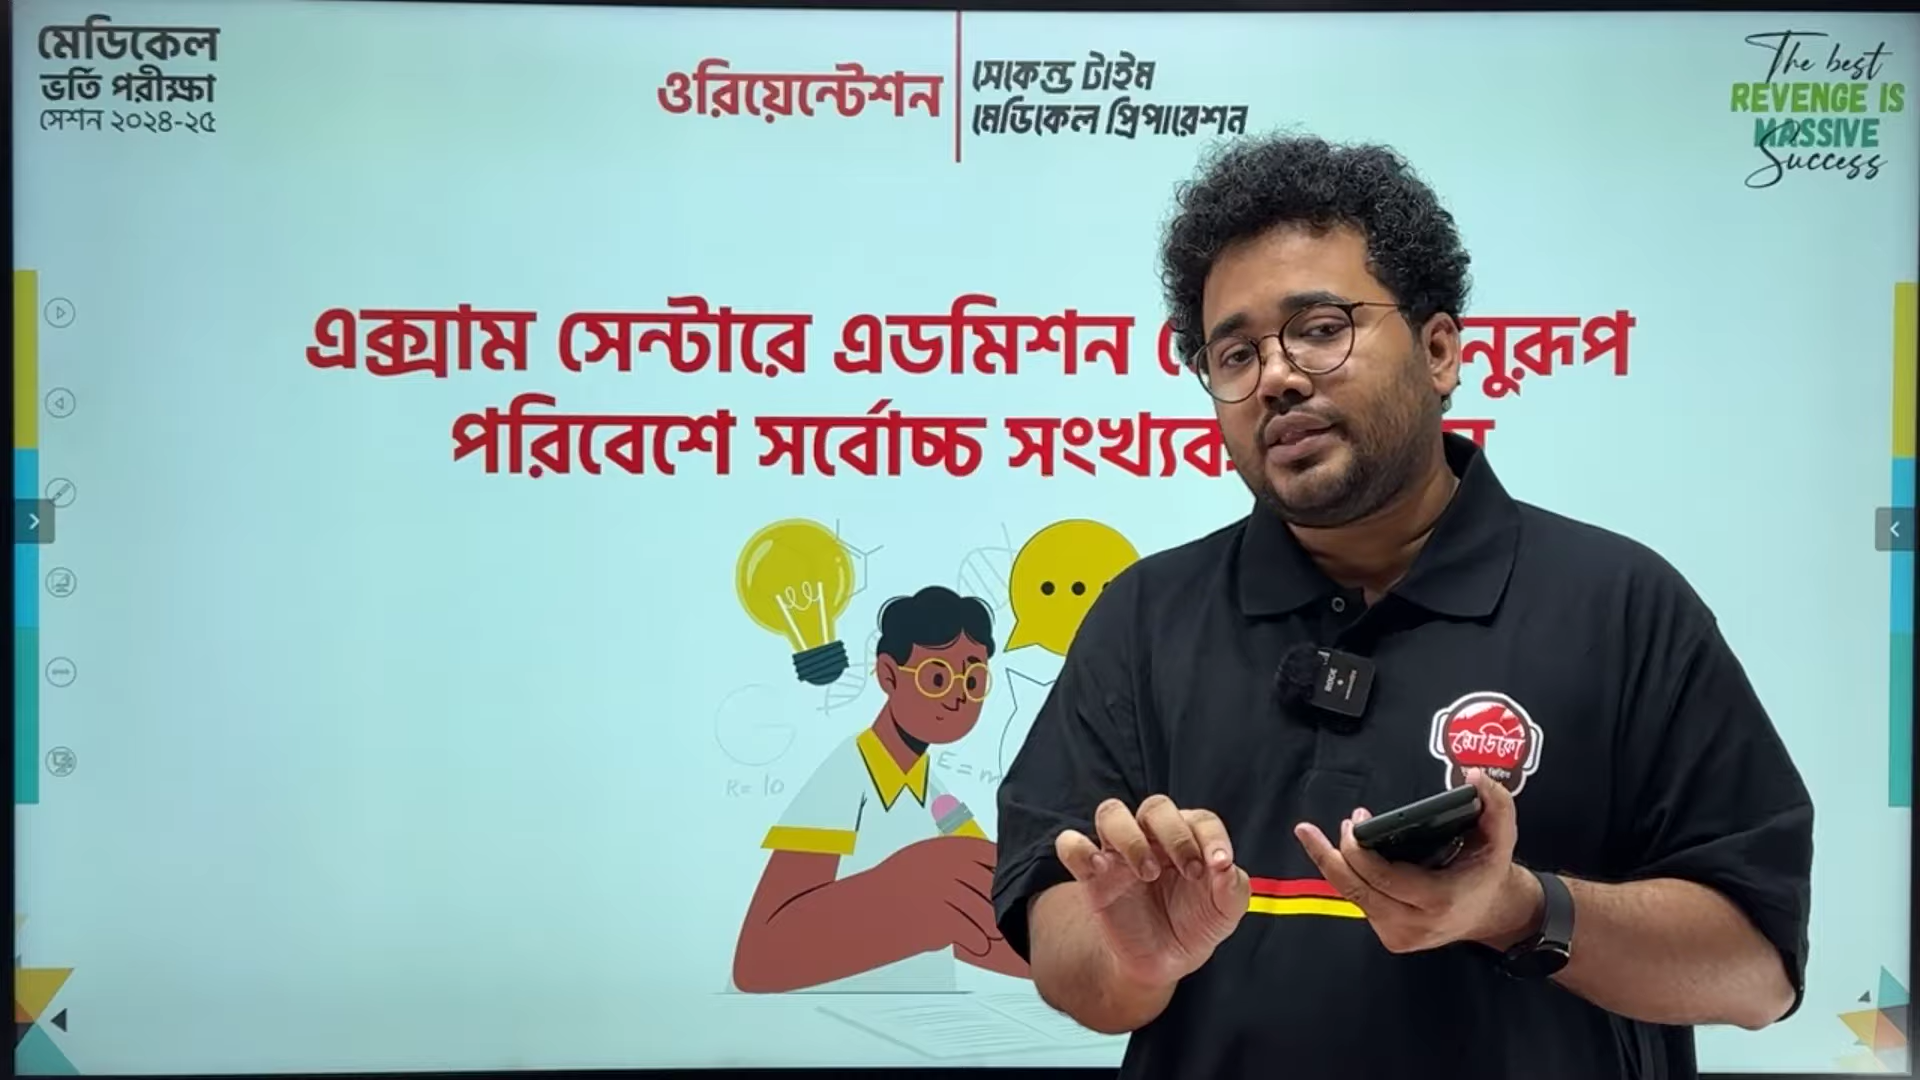 মেডিকেল
ভর্তি পরীক্ষা
সেশন ২০২৪-২৫
ওরিয়েন্টেশন
সেকেন্ড টাইম
মেডিকেল প্রিপারেশন
The best
REVENGE IS
MASSIVE
Success
এক্সাম সেন্টারে এডমিশন
পরিবেশে সর্বোচ্চ সংখ্যক
R= 10
E = m
RODE
মেডিকো